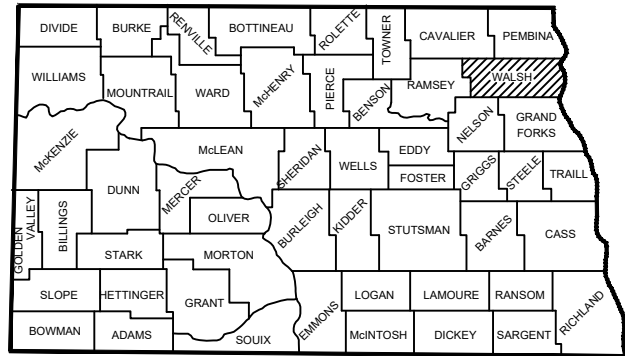 DIVIDE
BURKE
RENVILLE
BOTTINEAU
ROLETTE
TOWNER
CAVALIER
PEMBINA
WILLIAMS
MOUNTRAIL
WARD
McHENRY
PIERCE
BENSON
RAMSEY
WALSH
McKENZIE
McLEAN
SHERIDAN
WELLS
EDDY
FOSTER
NELSON
GRAND
FORKS
GRIGGS
STEELE
TRAILL
GOLDEN
VALLEY
BILLINGS
DUNN
MERCER
OLIVER
BURLEIGH
KIDDER
STUTSMAN
BARNES
CASS
STARK
MORTON
SLOPE
HETTINGER
GRANT
EMMONS
LOGAN
LAMOURE
RANSOM
RICHLAND
BOWMAN
ADAMS
SOUIX
McINTOSH
DICKEY
SARGENT